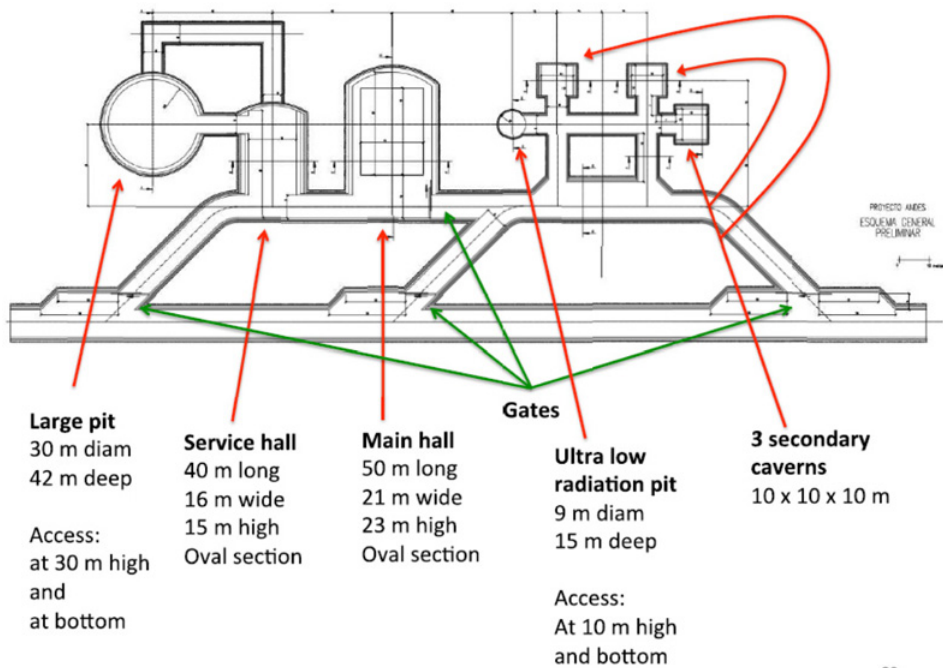 PROYECTO ANDES
ESQUEMA GENERAL
PRELIMINAR
Gates
Large pit
30 m diam
42 m deep
Access:
at 30 m high
and
at bottom
Service hall
40 m long
16 m wide
15 m high
Oval section
Main hall
50 m long
21 m wide
23 m high
Oval section
Ultra low
radiation pit
9 m diam
15 m deep
Access:
At 10 m high
and bottom
3 secondary
caverns
10 x 10 x 10 m